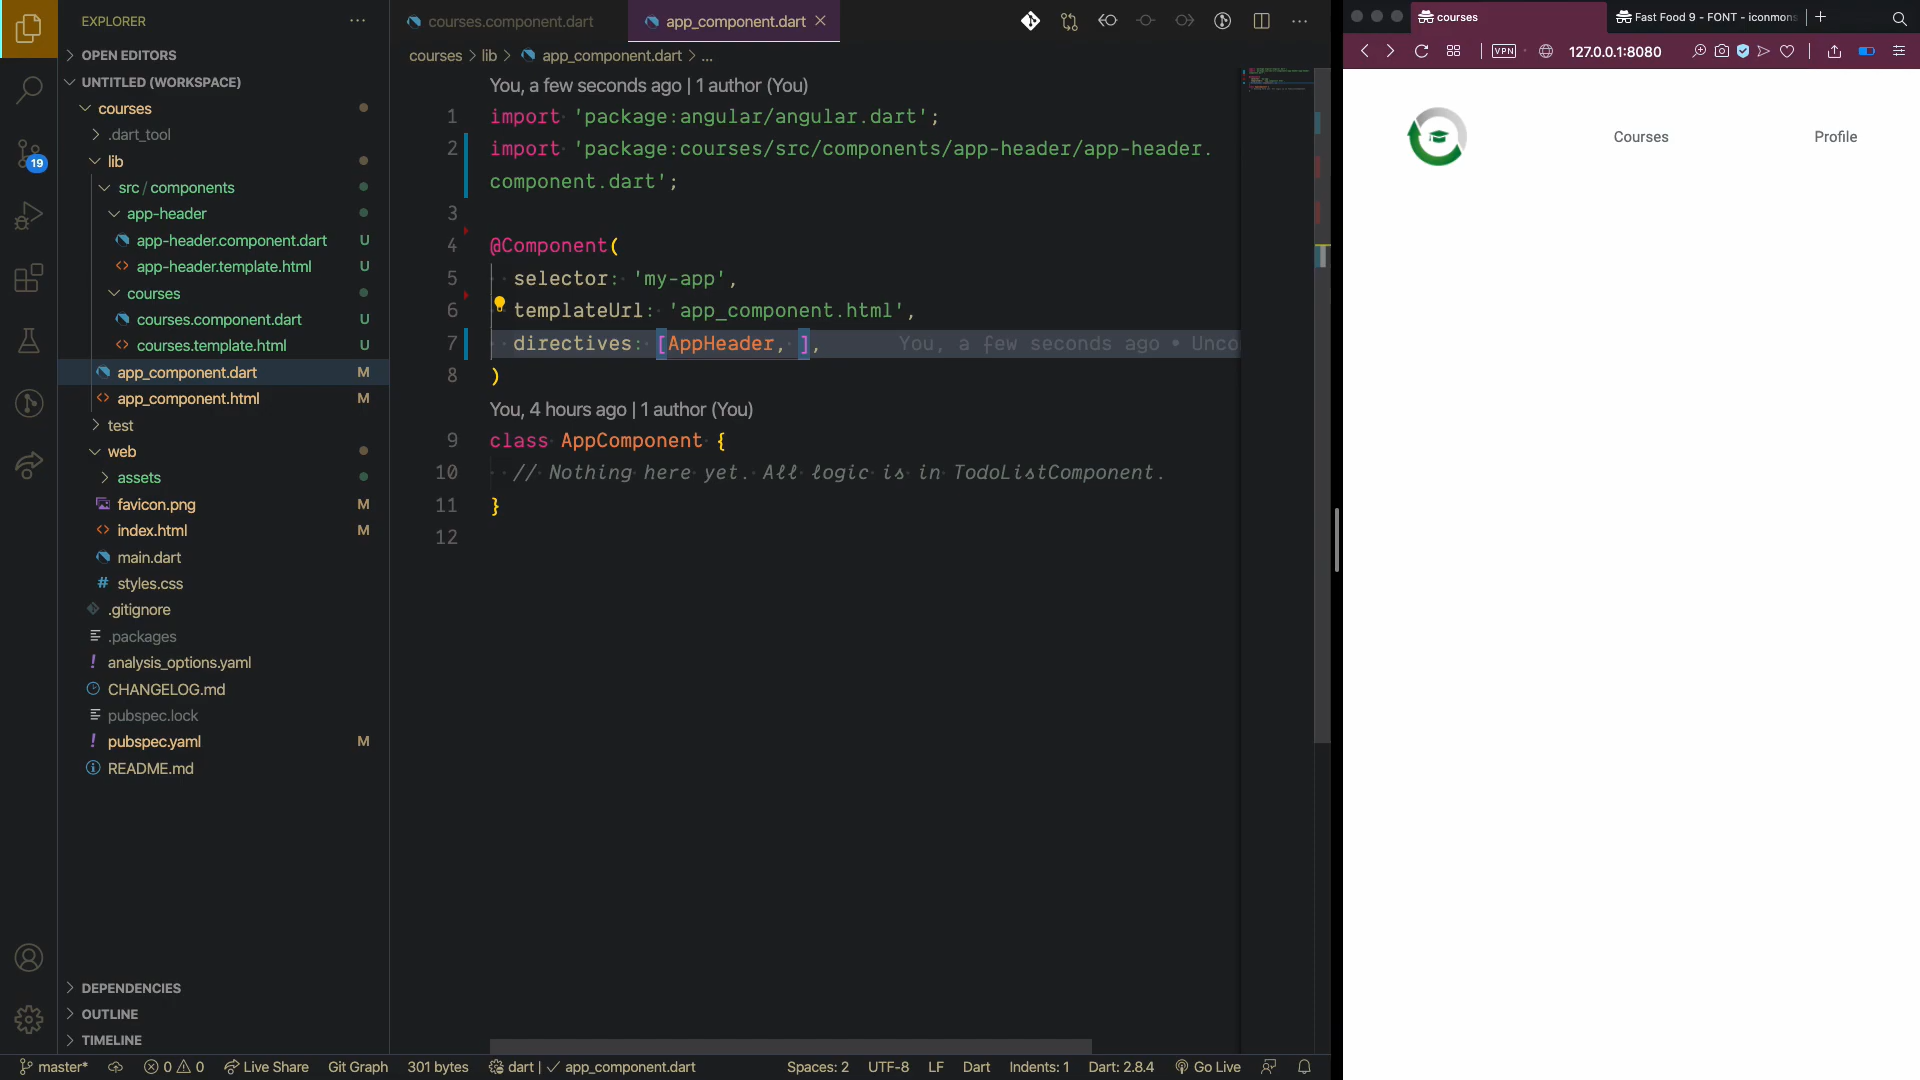 EXPLORER
OPEN EDITORS
UNTITLED (WORKSPACE)
courses
.dart_tool
lib
src / components
app-header
app-header.component.dart U
app-header.template.html U
courses
courses.component.dart U
courses.template.html U
app_component.dart M
app_component.html M
test
web
assets
favicon.png M
index.html M
main.dart
# styles.css
.gitignore
.packages
! analysis_options.yaml
CHANGELOG.md
pubspec.lock
! pubspec.yaml M
README.md
DEPENDENCIES
OUTLINE
TIMELINE
19
courses.component.dart
app_component.dart
courses > lib > app_component.dart > ...
You, a few seconds ago | 1 author (You)
1 import 'package:angular/angular.dart';
2 import 'package:courses/src/components/app-header/app-header.
component.dart';
3
4 @Component(
5 selector: 'my-app',
6 templateUrl: 'app_component.html',
7 directives: [AppHeader, ], You, a few seconds ago • Unco
8 )
You, 4 hours ago | 1 author (You)
9 class AppComponent {
10 // Nothing here yet. All logic is in TodoListComponent.
11 }
12
master* 0 0 Live Share Git Graph 301 bytes dart | ✓ app_component.dart Spaces: 2 UTF-8 LF Dart Indents: 1 Dart: 2.8.4 Go Live
courses
Fast Food 9 - FONT - iconmons
VPN 127.0.0.1:8080
Courses Profile